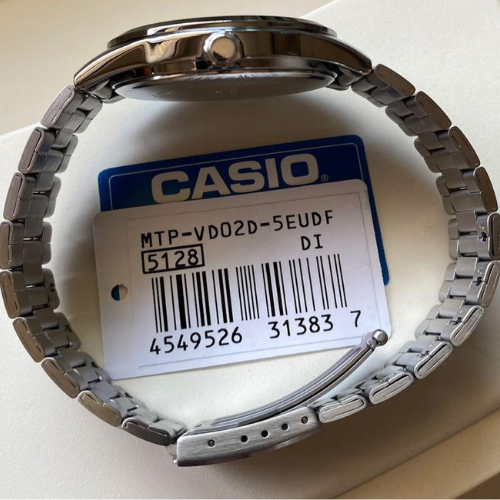 CASIO®
MTP-VD02D-5EUDF
5128 DI
4549526 31383 7